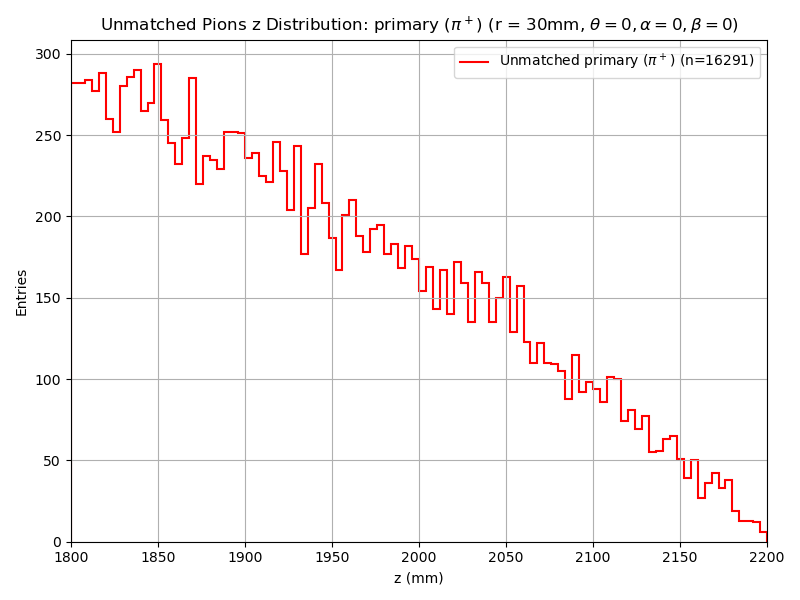 Unmatched Pions z Distribution: primary (π⁺) (r = 30mm, θ = 0, α = 0, β = 0)
Unmatched primary (π⁺) (n=16291)
300
250
200
150
100
50
0
Entries
1800 1850 1900 1950 2000 2050 2100 2150 2200
z (mm)